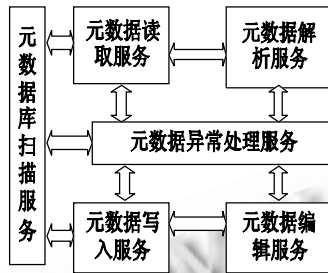 元数据库扫描服务
元数据读
取服务
元数据解
析服务
元数据异常处理服务
元数据写
入服务
元数据编
辑服务